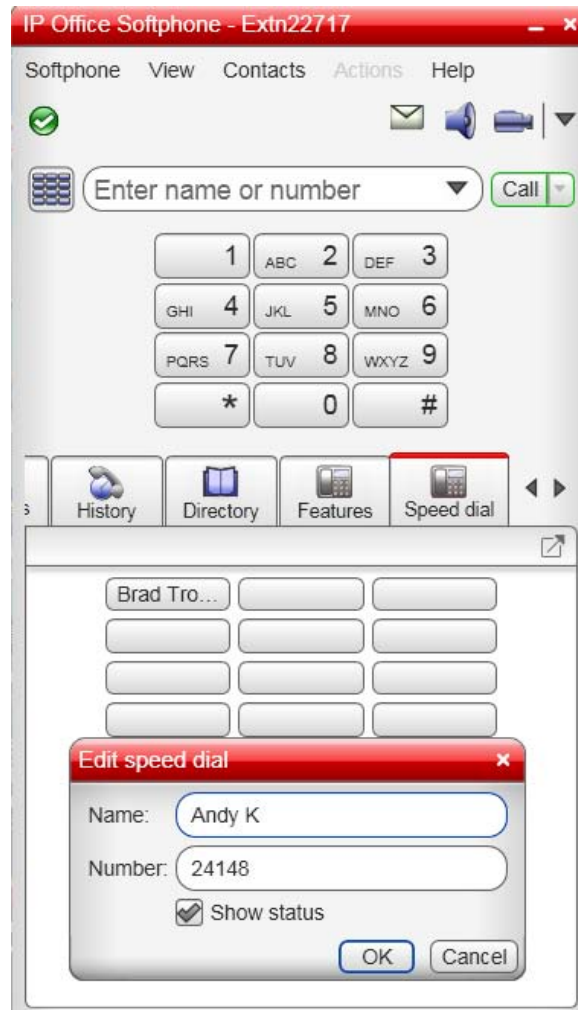 IP Office Softphone - Extn22717
Softphone View Contacts Actions Help
Enter name or number Call
1 ABC 2 DEF 3
GHI 4 JKL 5 MNO 6
PQRS 7 TUV 8 WXYZ 9
* 0 #
s History Directory Features Speed dial
Brad Tro...
Edit speed dial
Name: Andy K
Number: 24148
Show status
OK Cancel